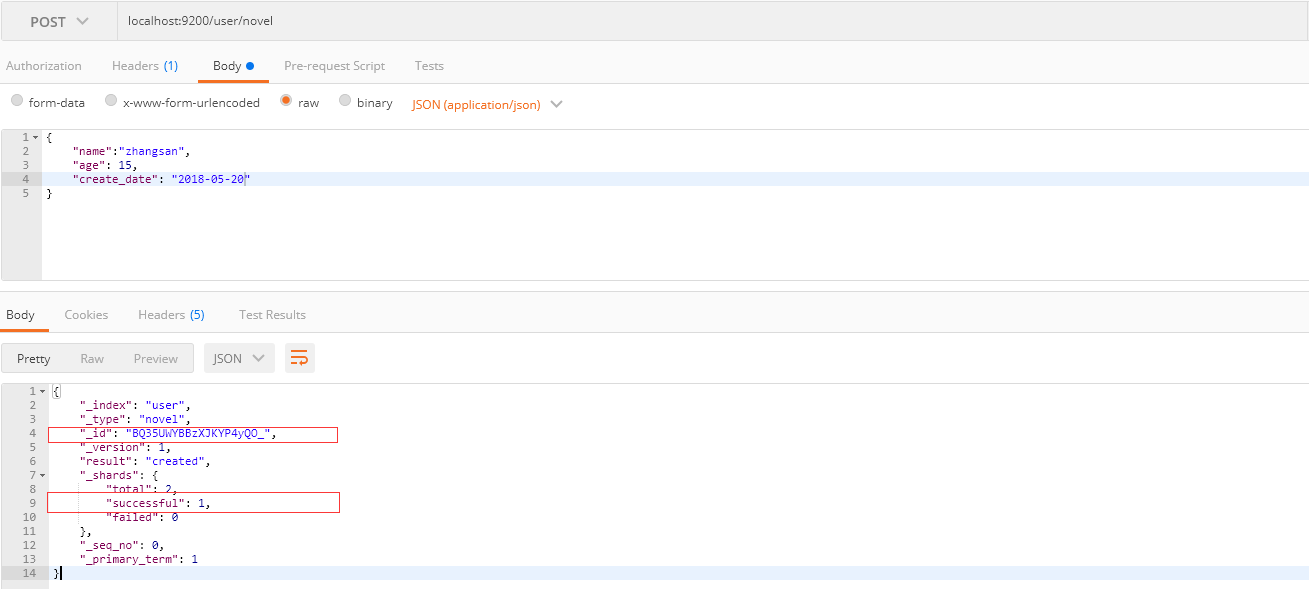 POST localhost:9200/user/novel
Authorization Headers (1) Body Pre-request Script Tests
form-data x-www-form-urlencoded raw binary JSON (application/json)
1 {
2 "name":"zhangsan",
3 "age": 15,
4 "create_date": "2018-05-20"
5 }
Body Cookies Headers (5) Test Results
Pretty Raw Preview JSON
1 {
2 "_index": "user",
3 "_type": "novel",
4 "_id": "BQ35UWYBBzXJKYP4yQO_",
5 "_version": 1,
6 "result": "created",
7 "_shards": {
8 "total": 2,
9 "successful": 1,
10 "failed": 0
11 },
12 "_seq_no": 0,
13 "_primary_term": 1
14 }